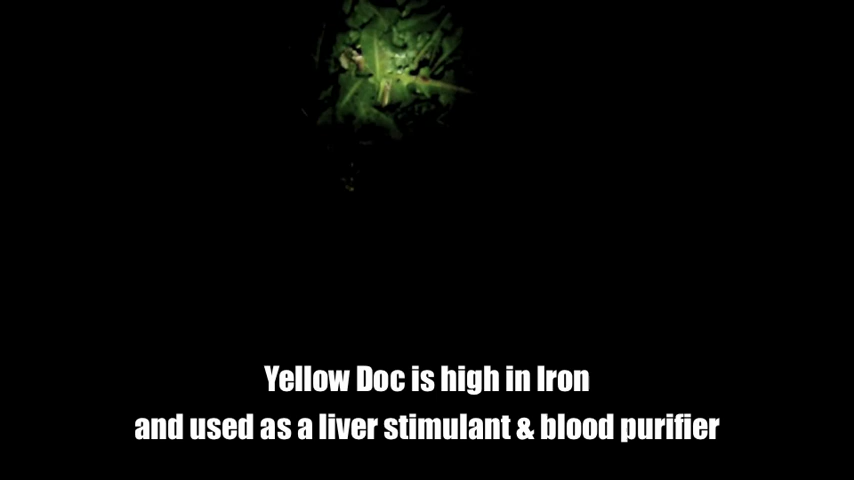 Yellow Doc is high in Iron
and used as a liver stimulant & blood purifier